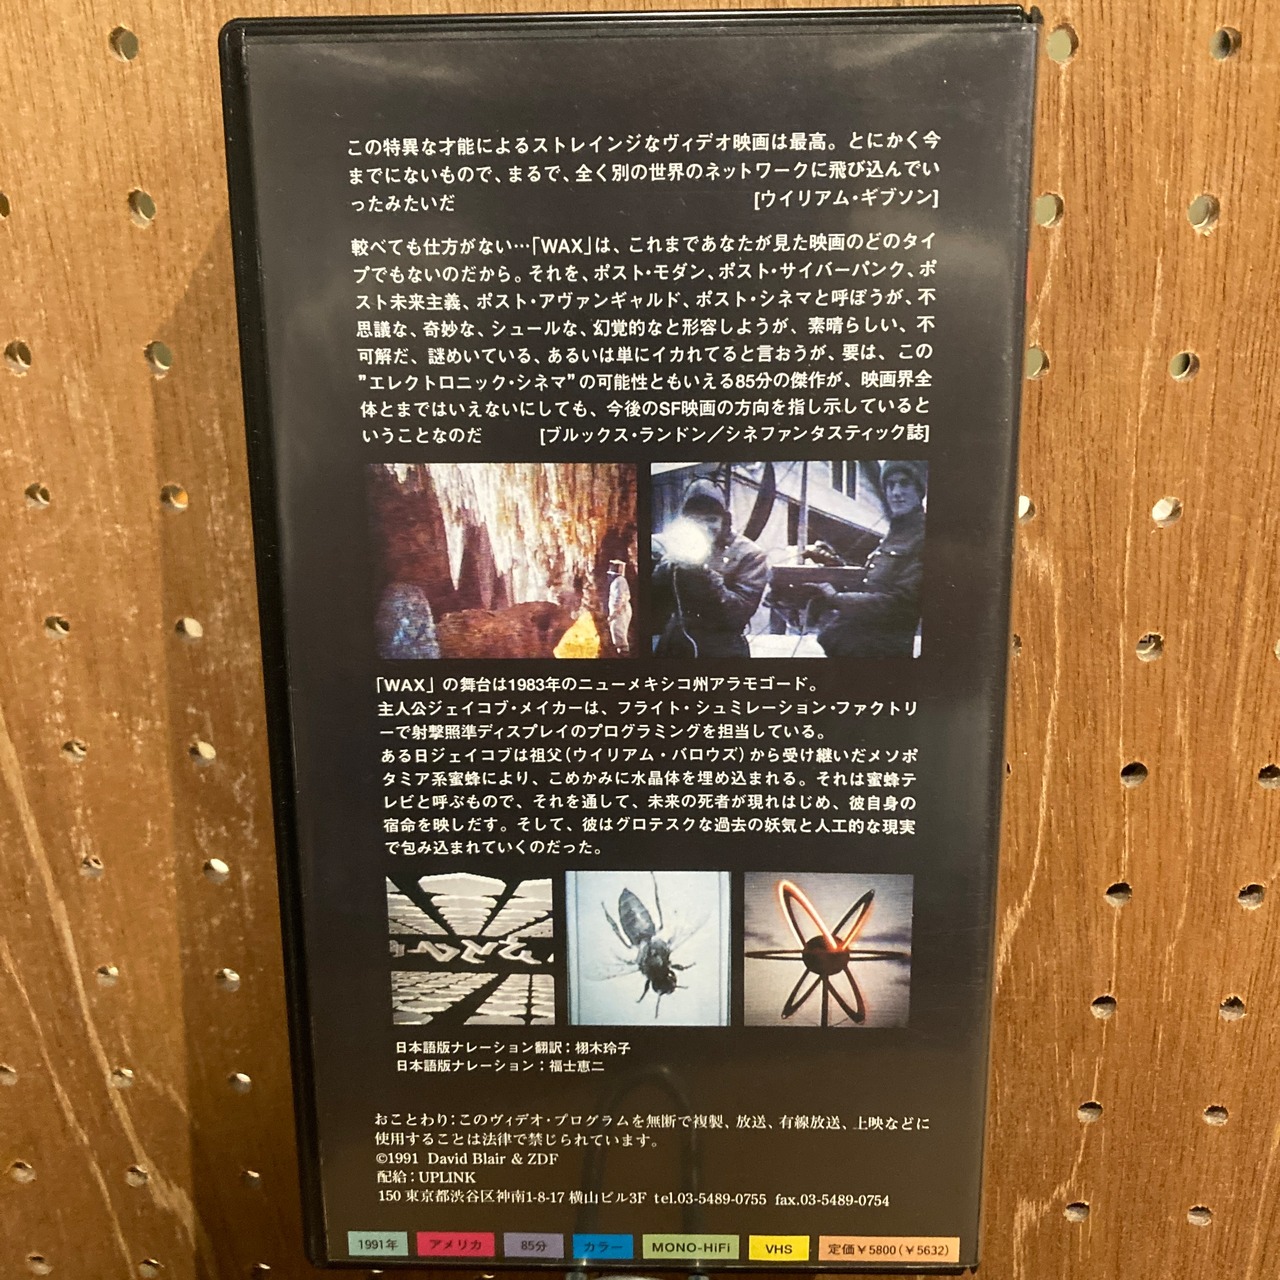 この特異な才能によるストレインジなヴィデオ映画は最高。とにかく今
までにないもので、まるで、全く別の世界のネットワークに飛び込んでい
ったみたいだ [ウイリアム・ギブソン]
較べても仕方がない…「WAX」は、これまであなたが見た映画のどのタイ
プでもないのだから。それを、ポスト・モダン、ポスト・サイバーパンク、ポ
スト未来主義、ポスト・アヴァンギャルド、ポスト・シネマと呼ぼうが、不
思議な、奇妙な、シュールな、幻覚的なと形容しようが、素晴らしい、不
可解だ、謎めいている、あるいは単にイカれてると言おうが、要は、この
”エレクトロニック・シネマ”の可能性ともいえる85分の傑作が、映画界全
体とまではいえないにしても、今後のSF映画の方向を指し示していると
いうことなのだ [ブルックス・ランドン／シネファンタスティック誌]
「WAX」の舞台は1983年のニューメキシコ州アラモゴード。
主人公ジェイコブ・メイカーは、フライト・シュミレーション・ファクトリ
ーで射撃照準ディスプレイのプログラミングを担当している。
ある日ジェイコブは祖父（ウイリアム・バロウズ）から受け継いだメソポ
タミア系蜜蜂により、こめかみに水晶体を埋め込まれる。それは蜜蜂テ
レビと呼ぶもので、それを通して、未来の死者が現れはじめ、彼自身の
宿命を映しだす。そして、彼はグロテスクな過去の妖気と人工的な現実
で包み込まれていくのだった。
日本語版ナレーション翻訳：栩木玲子
日本語版ナレーション：福士恵二
おことわり：このヴィデオ・プログラムを無断で複製、放送、有線放送、上映などに
使用することは法律で禁じられています。
©1991 David Blair & ZDF
配給：UPLINK
150 東京都渋谷区神南1-8-17 横山ビル3F tel.03-5489-0755 fax.03-5489-0754
1991年 アメリカ 85分 カラー MONO-HiFi VHS 定価￥5800（￥5632）